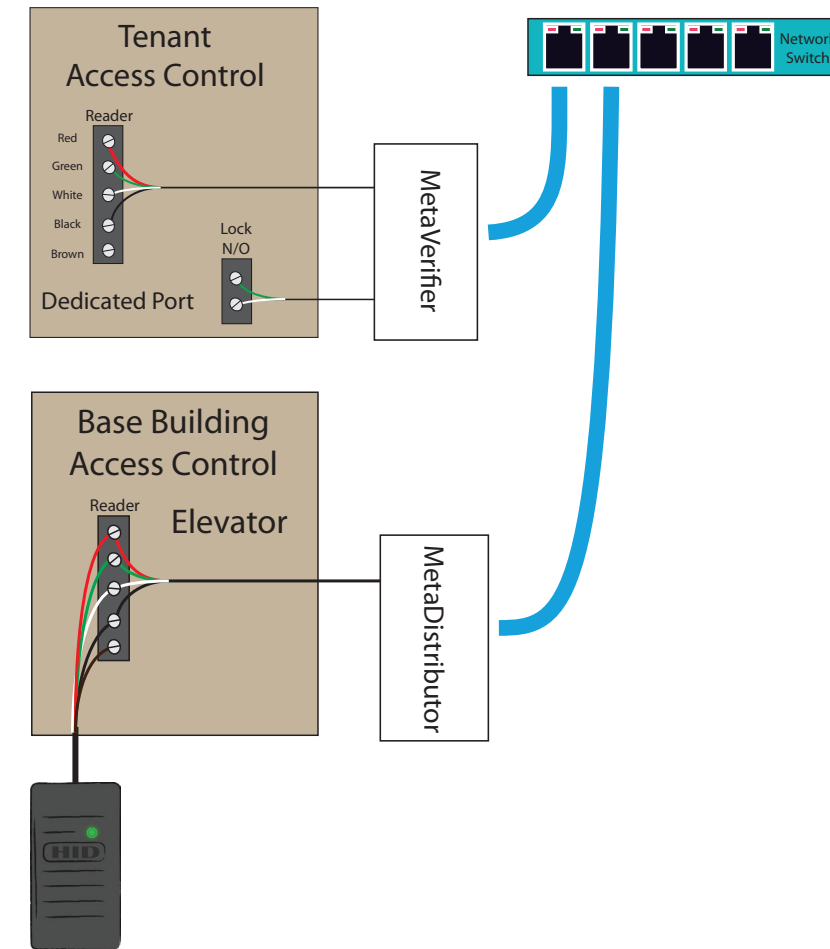 Tenant
Access Control
Reader
Red
Green
White
Black
Brown
Lock
N/O
Dedicated Port
MetaVerifier
Network
Switch
Base Building
Access Control
Reader
Elevator
MetaDistributor
HID